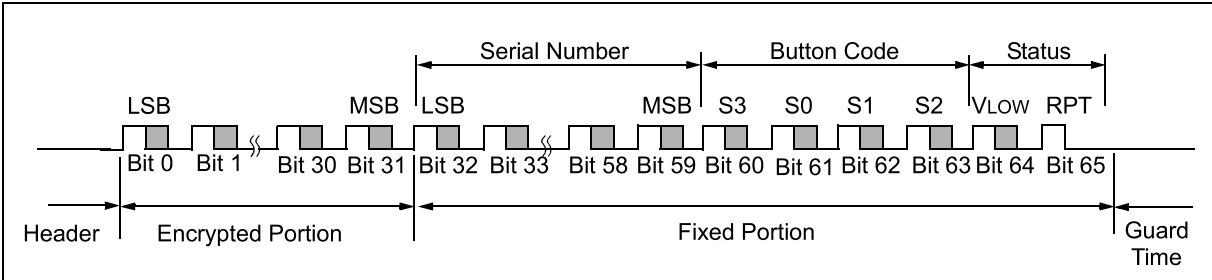 Serial Number Button Code Status
LSB MSB LSB MSB S3 S0 S1 S2 VLOW RPT
Bit 0 Bit 1 Bit 30 Bit 31 Bit 32 Bit 33 Bit 58 Bit 59 Bit 60 Bit 61 Bit 62 Bit 63 Bit 64 Bit 65
Header Encrypted Portion Fixed Portion Guard
Time